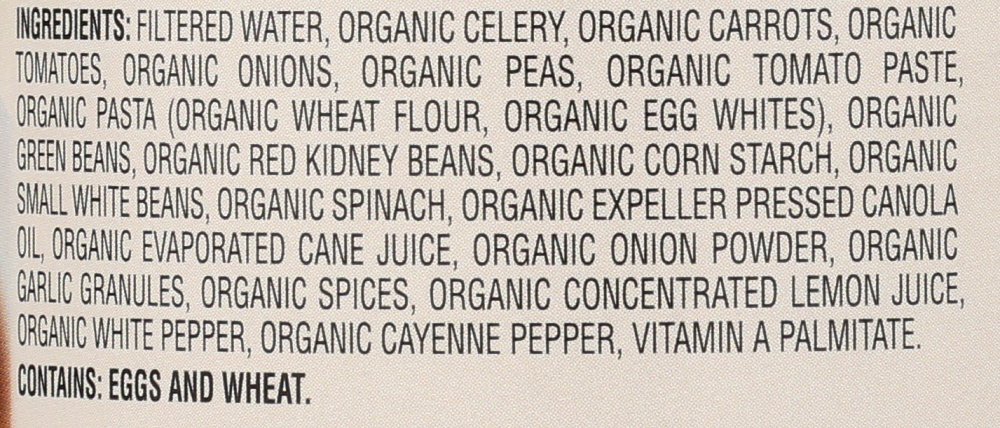 INGREDIENTS: FILTERED WATER, ORGANIC CELERY, ORGANIC CARROTS, ORGANIC
TOMATOES, ORGANIC ONIONS, ORGANIC PEAS, ORGANIC TOMATO PASTE,
ORGANIC PASTA (ORGANIC WHEAT FLOUR, ORGANIC EGG WHITES), ORGANIC
GREEN BEANS, ORGANIC RED KIDNEY BEANS, ORGANIC CORN STARCH, ORGANIC
SMALL WHITE BEANS, ORGANIC SPINACH, ORGANIC EXPELLER PRESSED CANOLA
OIL, ORGANIC EVAPORATED CANE JUICE, ORGANIC ONION POWDER, ORGANIC
GARLIC GRANULES, ORGANIC SPICES, ORGANIC CONCENTRATED LEMON JUICE,
ORGANIC WHITE PEPPER, ORGANIC CAYENNE PEPPER, VITAMIN A PALMITATE.
CONTAINS: EGGS AND WHEAT.